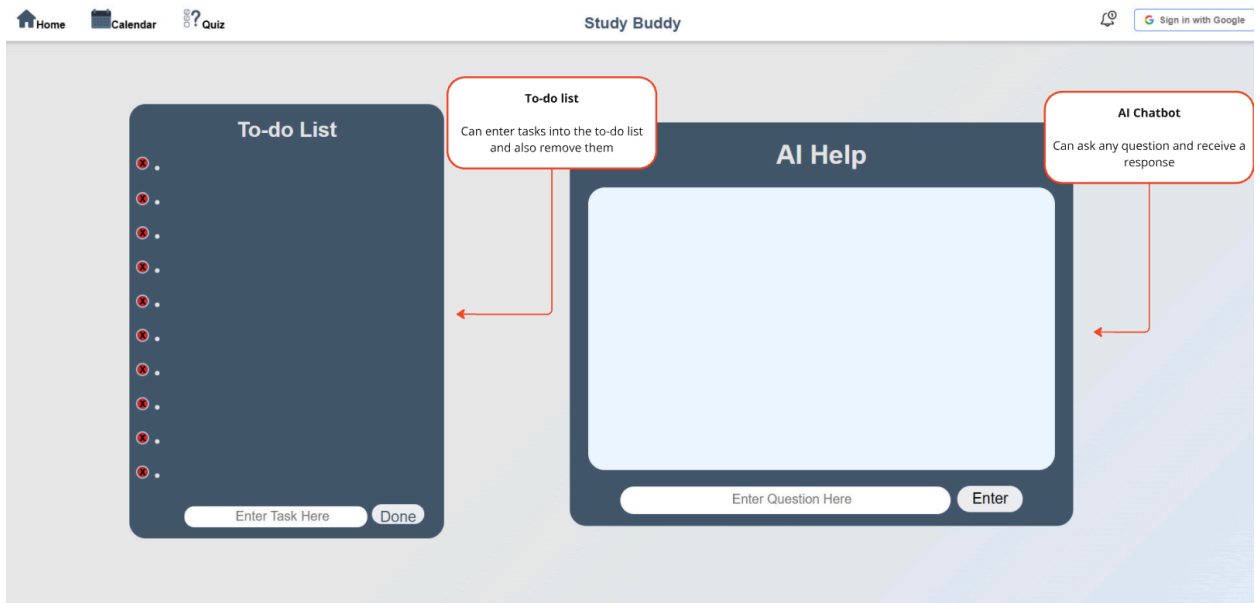 Home
Calendar
? Quiz
Study Buddy
1
G Sign in with Google
To-do list
Can enter tasks into the to-do list
and also remove them
AI Chatbot
Can ask any question and receive a
response
To-do List
X
X
X
X
X
X
X
X
X
X
Enter Task Here
Done
AI Help
Enter Question Here
Enter